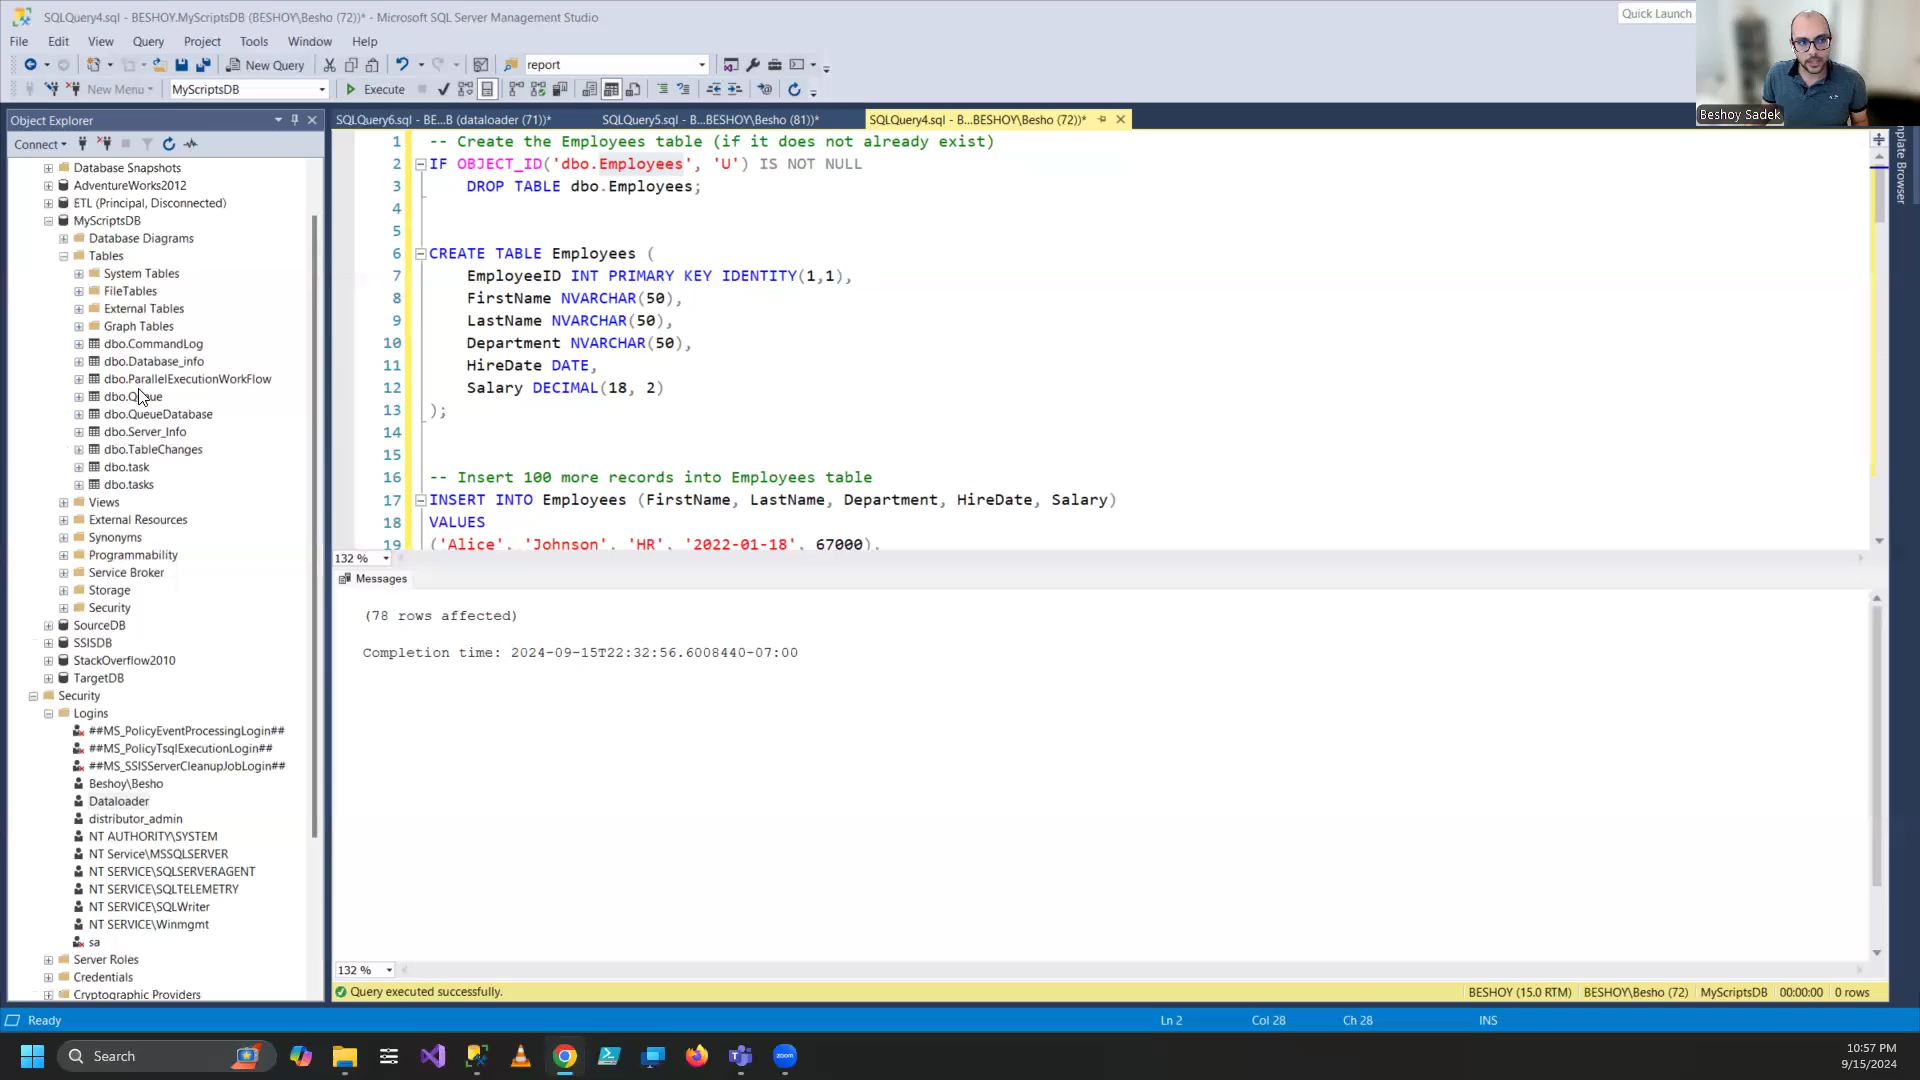 SQLQuery4.sql - BESHOY.MyScriptsDB (BESHOY\Besho (72))* - Microsoft SQL Server Management Studio
Quick Launch
File Edit View Query Project Tools Window Help
New Query
report
New Menu
MyScriptsDB
Execute
Beshoy Sadek
Object Explorer
SQLQuery6.sql - BE...B (dataloader (71))*
SQLQuery5.sql - B...BESHOY\Besho (81))*
SQLQuery4.sql - B...BESHOY\Besho (72))*
Connect
Database Snapshots
AdventureWorks2012
ETL (Principal, Disconnected)
MyScriptsDB
Database Diagrams
Tables
System Tables
FileTables
External Tables
Graph Tables
dbo.CommandLog
dbo.Database_info
dbo.ParallelExecutionWorkFlow
dbo.Queue
dbo.QueueDatabase
dbo.Server_Info
dbo.TableChanges
dbo.task
dbo.tasks
Views
External Resources
Synonyms
Programmability
Service Broker
Storage
Security
SourceDB
SSISDB
StackOverflow2010
TargetDB
Security
Logins
##MS_PolicyEventProcessingLogin##
##MS_PolicyTsqlExecutionLogin##
##MS_SSISServerCleanupJobLogin##
Beshoy\Besho
Dataloader
distributor_admin
NT AUTHORITY\SYSTEM
NT Service\MSSQLSERVER
NT SERVICE\SQLSERVERAGENT
NT SERVICE\SQLTELEMETRY
NT SERVICE\SQLWriter
NT SERVICE\Winmgmt
sa
Server Roles
Credentials
Cryptographic Providers
1 -- Create the Employees table (if it does not already exist)
2 IF OBJECT_ID('dbo.Employees', 'U') IS NOT NULL
3 DROP TABLE dbo.Employees;
4
5
6 CREATE TABLE Employees (
7 EmployeeID INT PRIMARY KEY IDENTITY(1,1),
8 FirstName NVARCHAR(50),
9 LastName NVARCHAR(50),
10 Department NVARCHAR(50),
11 HireDate DATE,
12 Salary DECIMAL(18, 2)
13 );
14
15
16 -- Insert 100 more records into Employees table
17 INSERT INTO Employees (FirstName, LastName, Department, HireDate, Salary)
18 VALUES
19 ('Alice', 'Johnson', 'HR', '2022-01-18', 67000),
132 %
Messages
(78 rows affected)
Completion time: 2024-09-15T22:32:56.6008440-07:00
132 %
Query executed successfully.
BESHOY (15.0 RTM) BESHOY\Besho (72) MyScriptsDB 00:00:00 0 rows
Ready
Ln 2 Col 28 Ch 28 INS
Search
zoom
10:57 PM
9/15/2024